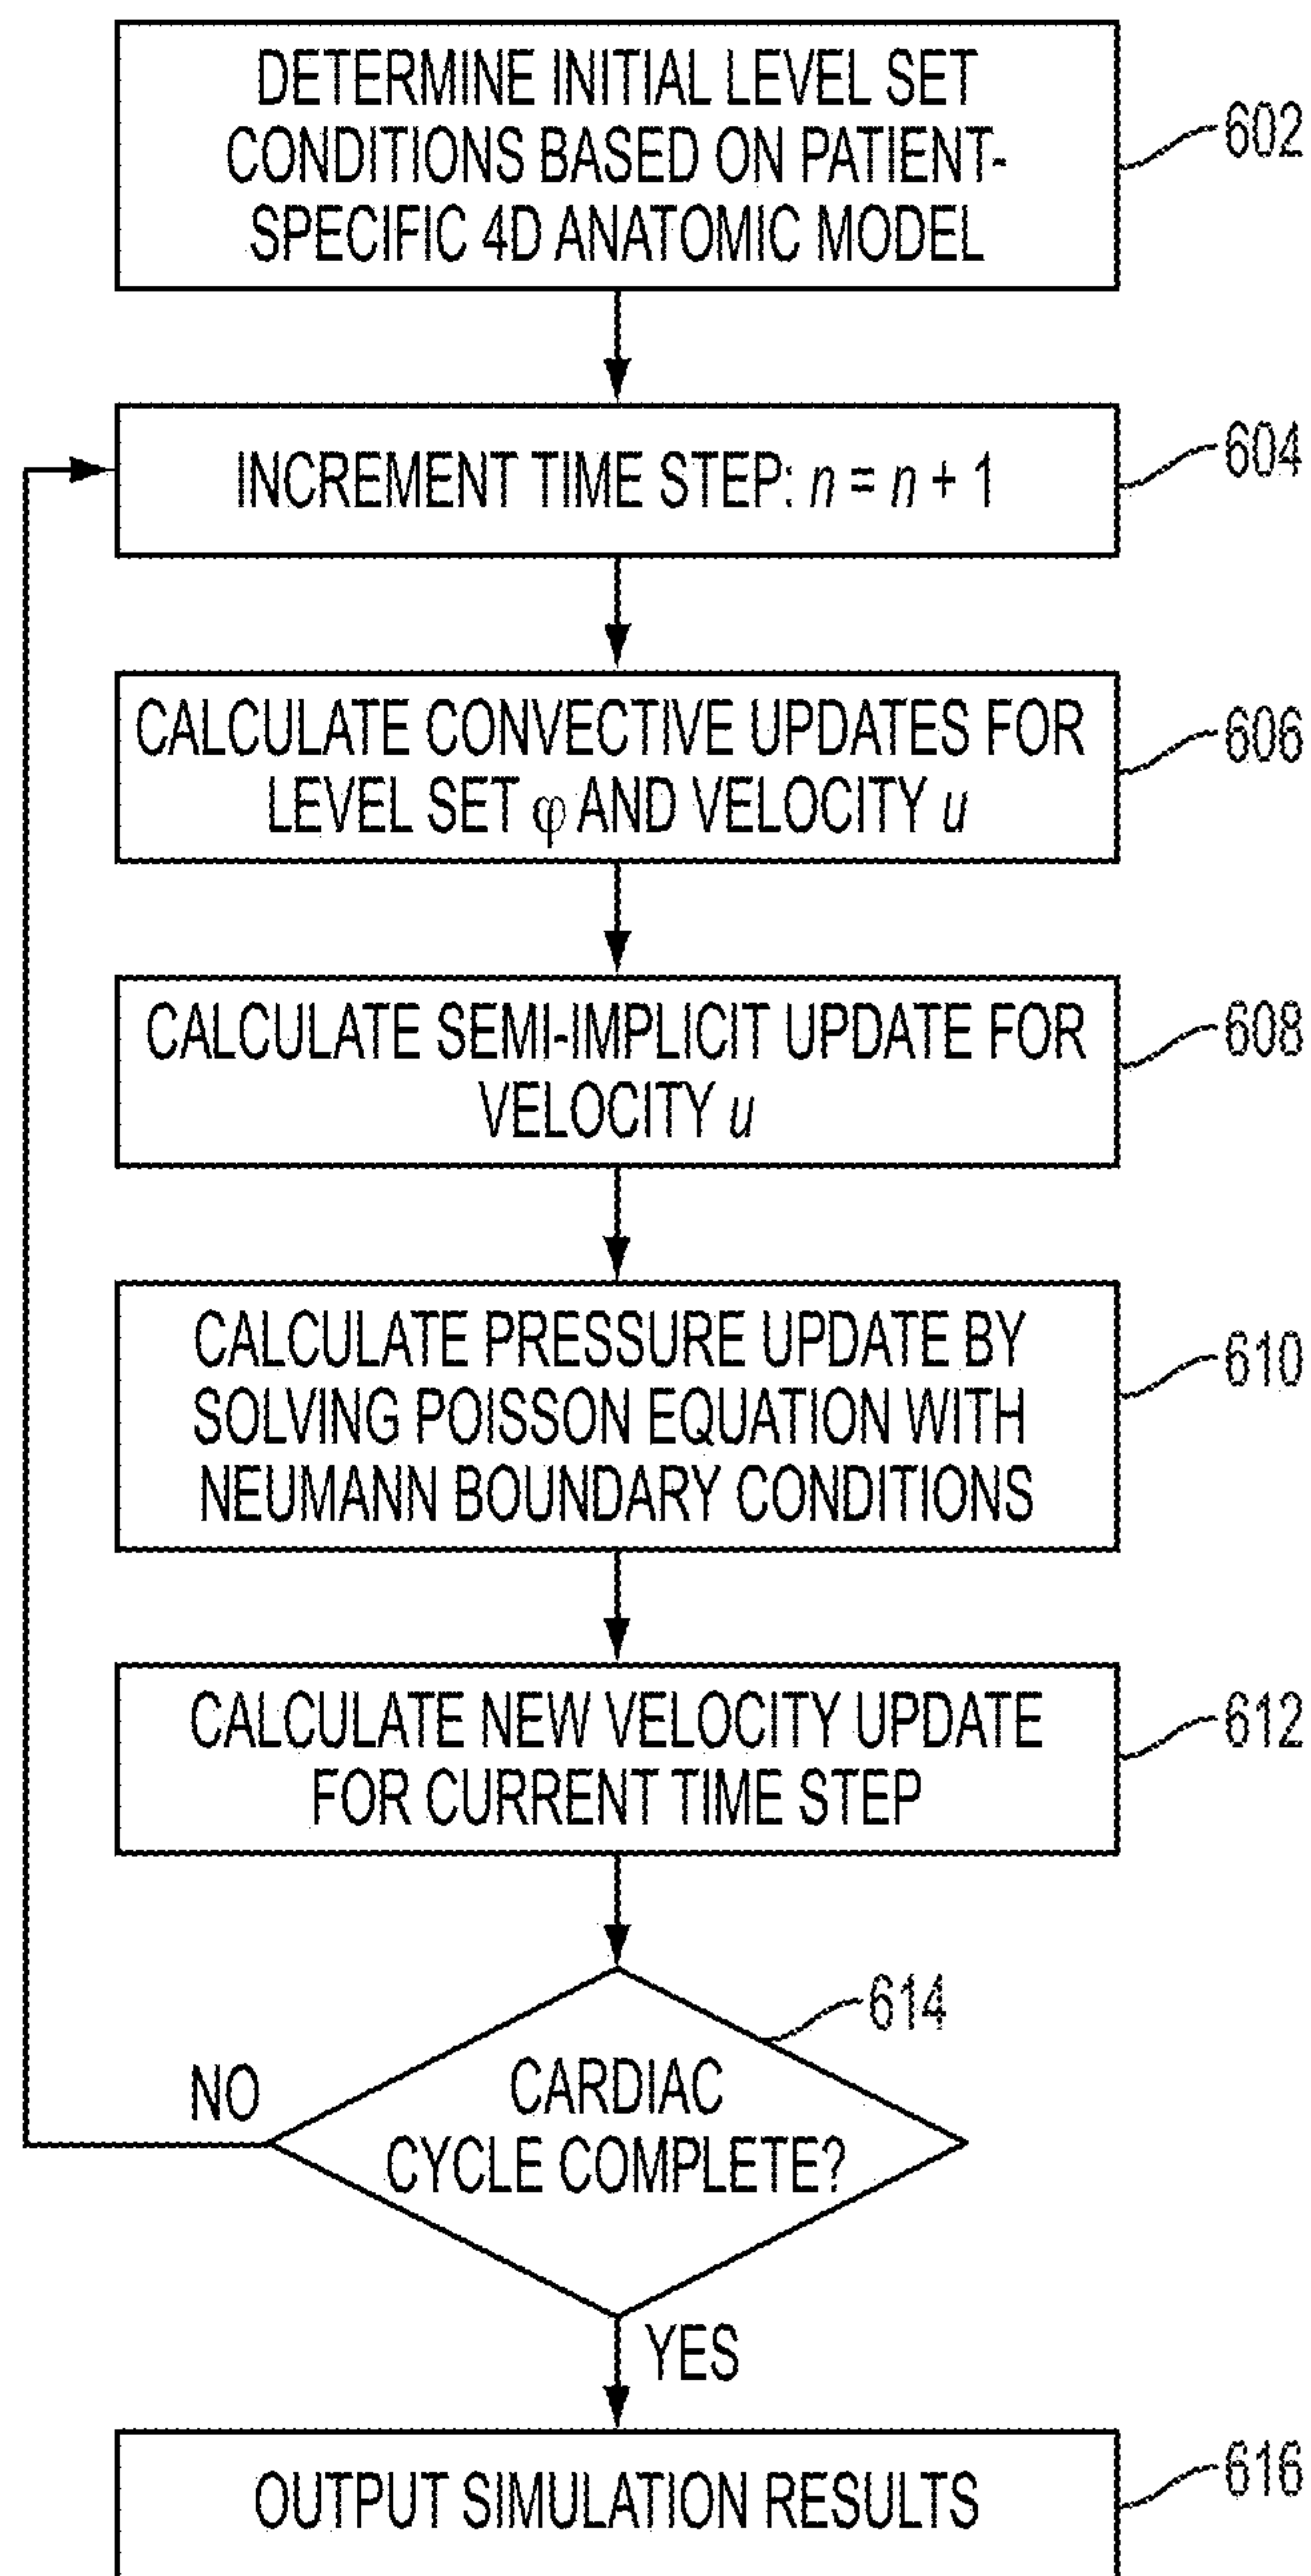 DETERMINE INITIAL LEVEL SET
CONDITIONS BASED ON PATIENT-
SPECIFIC 4D ANATOMIC MODEL
602
INCREMENT TIME STEP: n = n + 1
604
CALCULATE CONVECTIVE UPDATES FOR
LEVEL SET φ AND VELOCITY u
606
CALCULATE SEMI-IMPLICIT UPDATE FOR
VELOCITY u
608
CALCULATE PRESSURE UPDATE BY
SOLVING POISSON EQUATION WITH
NEUMANN BOUNDARY CONDITIONS
610
CALCULATE NEW VELOCITY UPDATE
FOR CURRENT TIME STEP
612
614
NO
CARDIAC
CYCLE COMPLETE?
YES
OUTPUT SIMULATION RESULTS
616